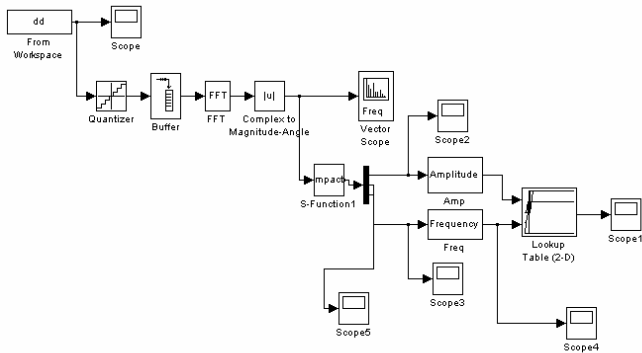 dd
From
Workspace
Scope
Quantizer
Buffer
FFT
FFT
|u|
Complex to
Magnitude-Angle
Freq
Vector
Scope
Scope2
mpact
S-Function1
Amplitude
Amp
Frequency
Freq
Lookup
Table (2-D)
Scope1
Scope3
Scope5
Scope4